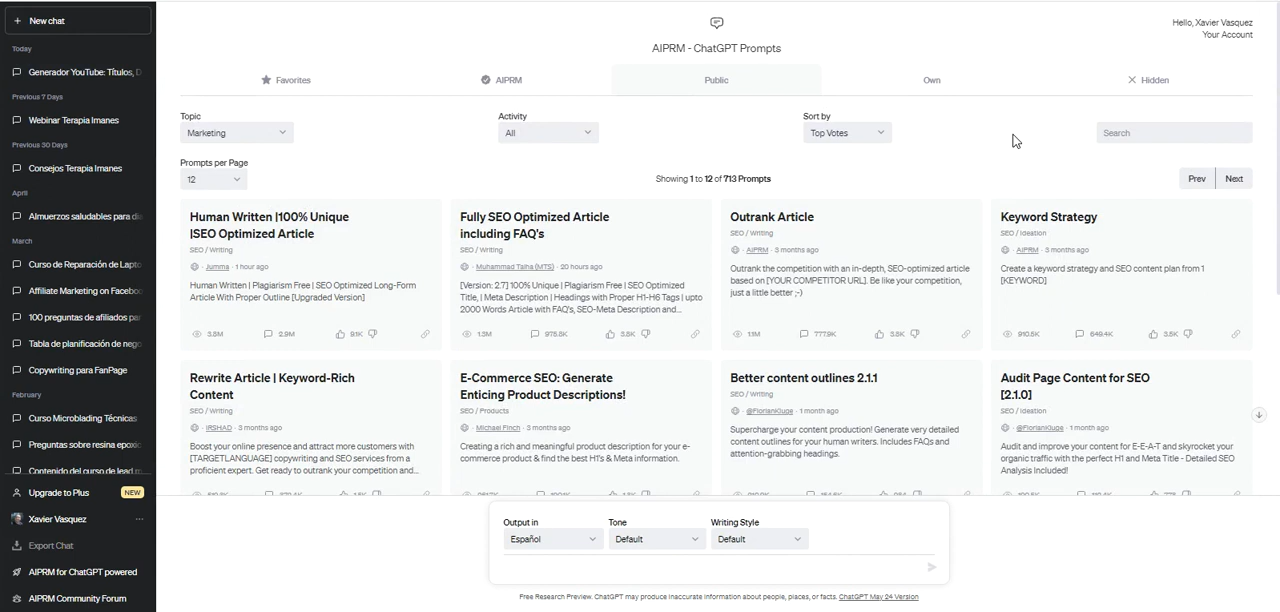 New chat
Today
Generador YouTube: Títulos, D
Previous 7 Days
Webinar Terapia Imanes
Previous 30 Days
Consejos Terapia Imanes
April
Almuerzos saludables para dia
March
Curso de Reparación de Lapto
Affiliate Marketing on Faceboo
100 preguntas de afiliados par
Tabla de planificación de nego
Copywriting para FanPage
February
Curso Microblading Técnicas
Preguntas sobre resina epoxic
Contenido del curso de lead m
Upgrade to Plus
NEW
Xavier Vasquez
Export Chat
AIPRM for ChatGPT powered
AIPRM Community Forum
Hello, Xavier Vasquez
Your Account
AIPRM - ChatGPT Prompts
Favorites
AIPRM
Public
Own
Hidden
Topic
Marketing
Activity
All
Sort by
Top Votes
Search
Prompts per Page
12
Showing 1 to 12 of 713 Prompts
Prev
Next
Human Written |100% Unique
|SEO Optimized Article
SEO / Writing
Jumma · 1 hour ago
Human Written | Plagiarism Free | SEO Optimized Long-Form
Article With Proper Outline [Upgraded Version]
3.8M
2.9M
9.1K
Fully SEO Optimized Article
including FAQ's
SEO / Writing
Muhammad Talha (MTS) · 20 hours ago
[Version: 2.7] 100% Unique | Plagiarism Free | SEO Optimized
Title, | Meta Description | Headings with Proper H1-H6 Tags | upto
2000 Words Article with FAQ's, SEO-Meta Description and...
1.3M
975.8K
3.8K
Outrank Article
SEO / Writing
AIPRM · 3 months ago
Outrank the competition with an in-depth, SEO-optimized article
based on [YOUR COMPETITOR URL]. Be like your competition,
just a little better ;-)
1.1M
777.9K
3.5K
Keyword Strategy
SEO / Ideation
AIPRM · 3 months ago
Create a keyword strategy and SEO content plan from 1
[KEYWORD]
910.5K
649.4K
3.5K
Rewrite Article | Keyword-Rich
Content
SEO / Writing
IRSHAD · 3 months ago
Boost your online presence and attract more customers with
[TARGETLANGUAGE] copywriting and SEO services from a
proficient expert. Get ready to outrank your competition and...
E-Commerce SEO: Generate
Enticing Product Descriptions!
SEO / Products
Michael Finch · 3 months ago
Creating a rich and meaningful product description for your e-
commerce product & find the best H1's & Meta information.
Better content outlines 2.1.1
SEO / Writing
@FlorianKluge · 1 month ago
Supercharge your content production! Generate very detailed
content outlines for your human writers. Includes FAQs and
attention-grabbing headings.
Audit Page Content for SEO
[2.1.0]
SEO / Ideation
@FlorianKluge · 1 month ago
Audit and improve your content for E-E-A-T and skyrocket your
organic traffic with the perfect H1 and Meta Title - Detailed SEO
Analysis Included!
Output in
Español
Tone
Default
Writing Style
Default
Free Research Preview. ChatGPT may produce inaccurate information about people, places, or facts. ChatGPT May 24 Version